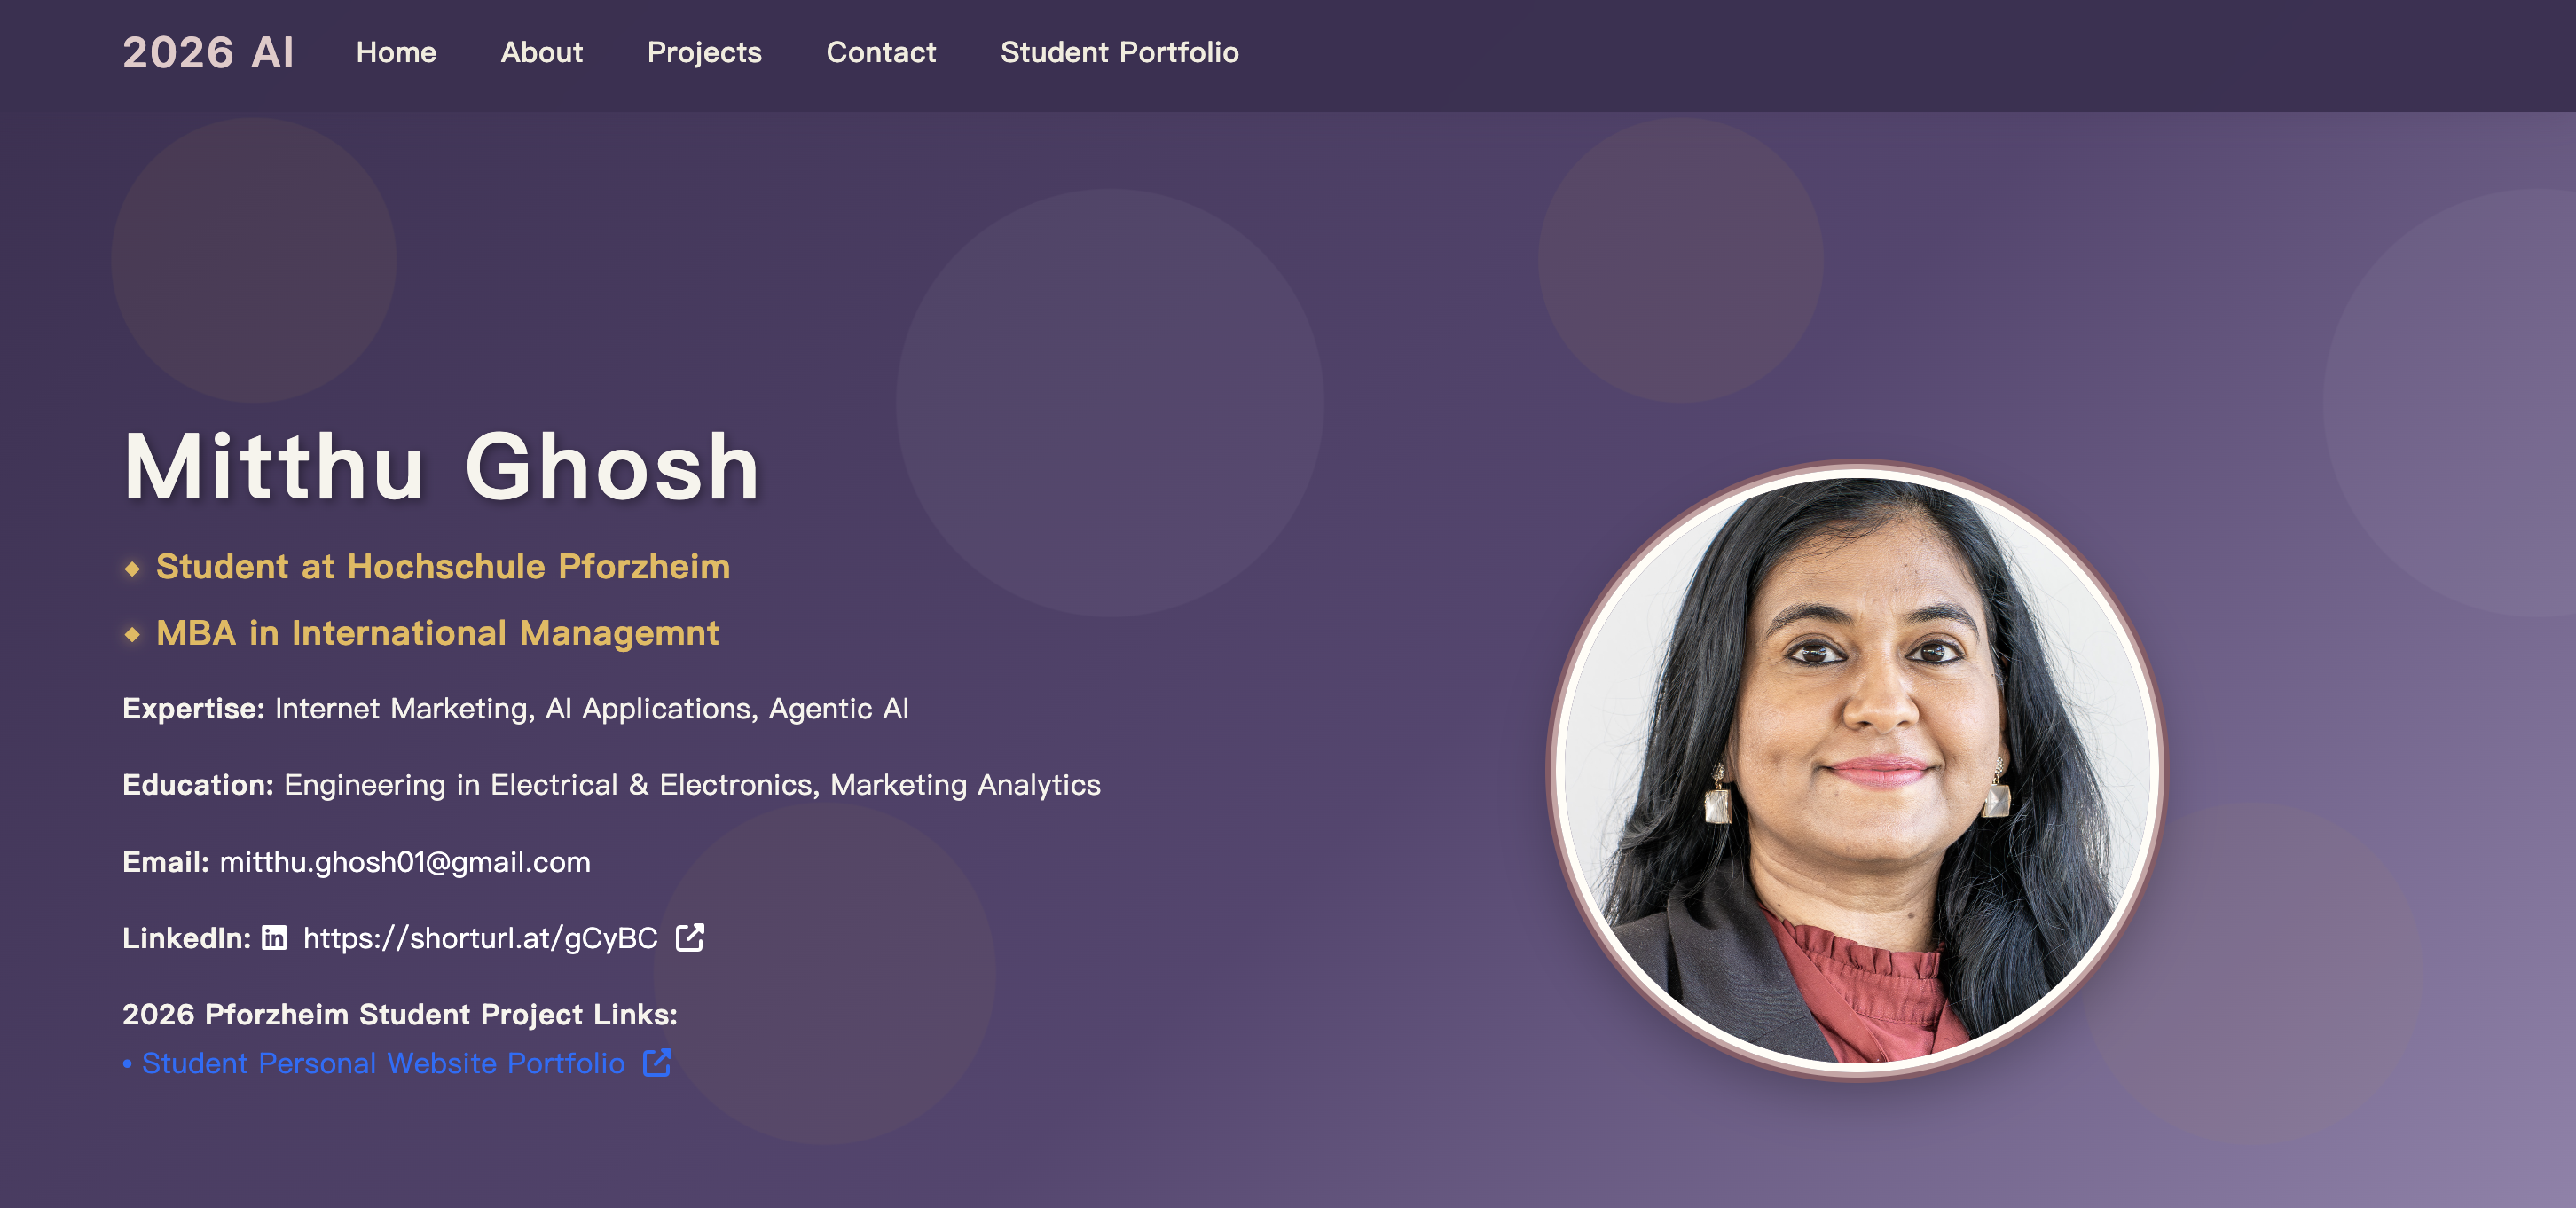 2026 AI Home About Projects Contact Student Portfolio
Mitthu Ghosh
Student at Hochschule Pforzheim
MBA in International Managemnt
Expertise: Internet Marketing, AI Applications, Agentic AI
Education: Engineering in Electrical & Electronics, Marketing Analytics
Email: mitthu.ghosh01@gmail.com
LinkedIn: in https://shorturl.at/gCyBC
2026 Pforzheim Student Project Links:
• Student Personal Website Portfolio